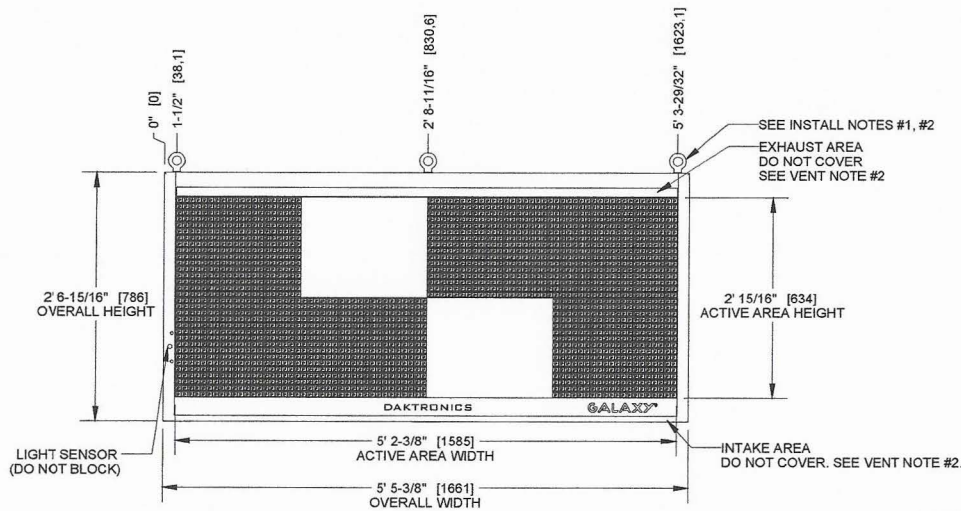 0" [0]
1-1/2" [38,1]
2' 8-11/16" [830,6]
5' 3-29/32" [1623,1]
SEE INSTALL NOTES #1, #2
EXHAUST AREA
DO NOT COVER
SEE VENT NOTE #2
2' 6-15/16" [786]
OVERALL HEIGHT
2' 15/16" [634]
ACTIVE AREA HEIGHT
DAKTRONICS
GALAXY®
LIGHT SENSOR
(DO NOT BLOCK)
5' 2-3/8" [1585]
ACTIVE AREA WIDTH
INTAKE AREA
DO NOT COVER. SEE VENT NOTE #2.
5' 5-3/8" [1661]
OVERALL WIDTH